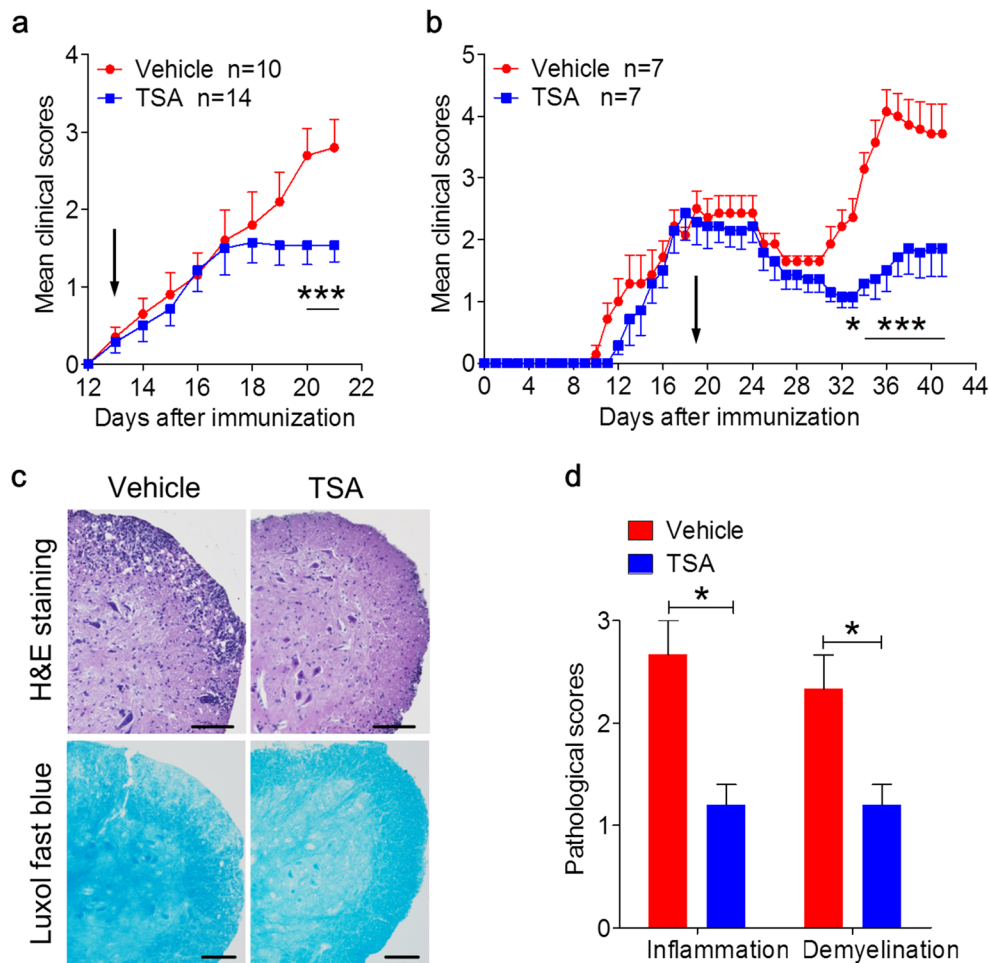 a
4
3
2
1
0
Mean clinical scores
Vehicle n=10
TSA n=14
***
12 14 16 18 20 22
Days after immunization
b
5
4
3
2
1
0
Mean clinical scores
Vehicle n=7
TSA n=7
* ***
0 4 8 12 16 20 24 28 32 36 40 44
Days after immunization
c
Vehicle TSA
H&E staining
Luxol fast blue
d
Vehicle
TSA
3
2
1
0
Pathological scores
*
*
Inflammation Demyelination